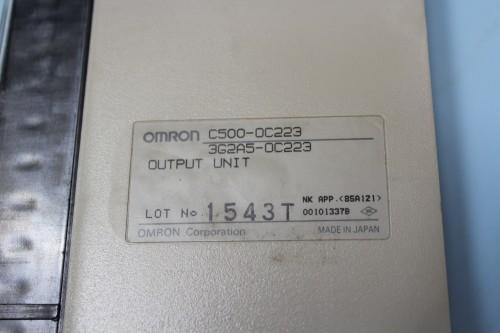 OMRON C500-OC223
3G2A5-OC223
OUTPUT UNIT
NK APP.<85A121>
LOT No 1543T 00101337B
OMRON Corporation MADE IN JAPAN